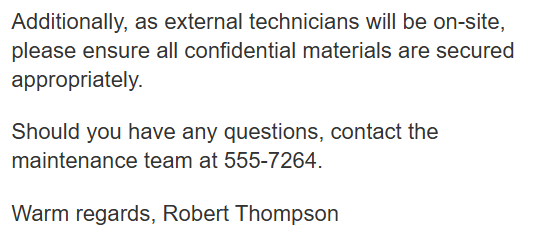 Additionally, as external technicians will be on-site,
please ensure all confidential materials are secured
appropriately.
Should you have any questions, contact the
maintenance team at 555-7264.
Warm regards, Robert Thompson